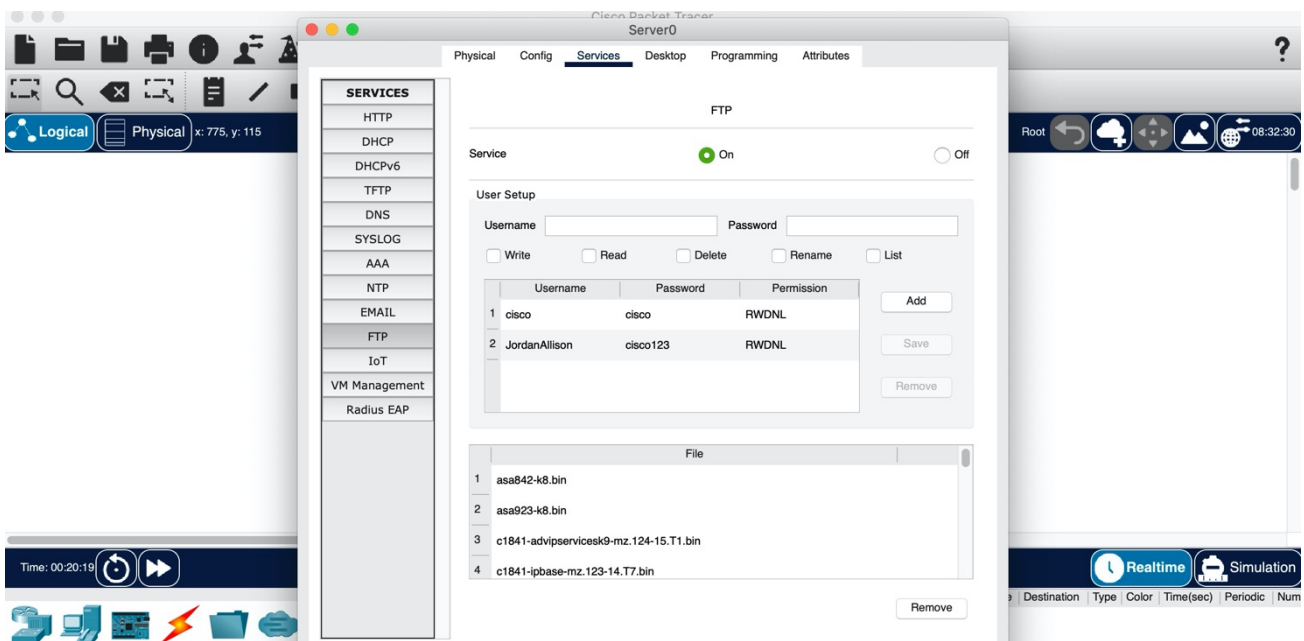 Cisco Packet Tracer
Server0
Physical Config Services Desktop Programming Attributes
?
Logical Physical x: 775, y: 115
Root 08:32:30
SERVICES
HTTP
DHCP
DHCPv6
TFTP
DNS
SYSLOG
AAA
NTP
EMAIL
FTP
IoT
VM Management
Radius EAP
FTP
Service On Off
User Setup
Username Password
Write Read Delete Rename List
Username Password Permission
1 cisco cisco RWDNL
2 JordanAllison cisco123 RWDNL
Add
Save
Remove
File
1 asa842-k8.bin
2 asa923-k8.bin
3 c1841-advipservicesk9-mz.124-15.T1.bin
4 c1841-ipbase-mz.123-14.T7.bin
Remove
Time: 00:20:19
Realtime Simulation
Destination Type Color Time(sec) Periodic Num